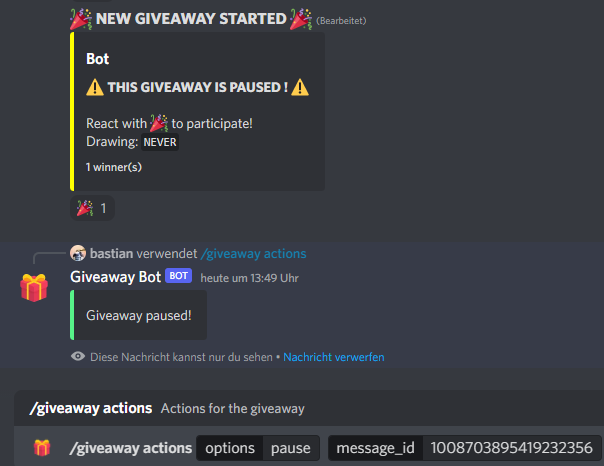 🎉 NEW GIVEAWAY STARTED 🎉 (Bearbeitet)
Bot
⚠️ THIS GIVEAWAY IS PAUSED ! ⚠️
React with 🎉 to participate!
Drawing: NEVER
1 winner(s)
🎉 1
bastian verwendet /giveaway actions
Giveaway Bot BOT heute um 13:49 Uhr
Giveaway paused!
Diese Nachricht kannst nur du sehen • Nachricht verwerfen
/giveaway actions Actions for the giveaway
/giveaway actions options pause message_id 1008703895419232356